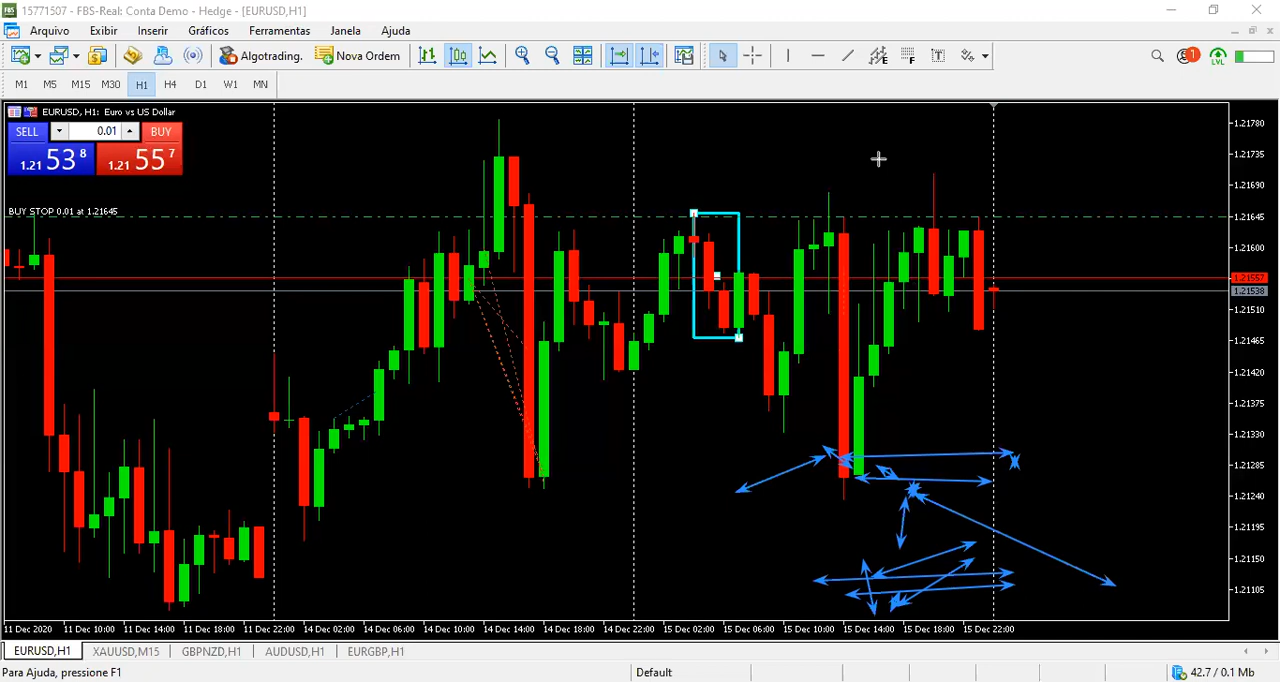 FBS
15771507 - FBS-Real: Conta Demo - Hedge - [EURUSD,H1]
Arquivo Exibir Inserir Gráficos Ferramentas Janela Ajuda
Algotrading. Nova Ordem E F T 1 LVL
M1 M5 M15 M30 H1 H4 D1 W1 MN
EURUSD, H1: Euro vs US Dollar
SELL 0.01 BUY
1.21 53 8 1.21 55 7
BUY STOP 0.01 at 1.21645
1.21780
1.21735
1.21690
1.21645
1.21600
1.21557
1.21538
1.21510
1.21465
1.21420
1.21375
1.21330
1.21285
1.21240
1.21195
1.21150
1.21105
11 Dec 2020 11 Dec 10:00 11 Dec 14:00 11 Dec 18:00 11 Dec 22:00 14 Dec 02:00 14 Dec 06:00 14 Dec 10:00 14 Dec 14:00 14 Dec 18:00 14 Dec 22:00 15 Dec 02:00 15 Dec 06:00 15 Dec 10:00 15 Dec 14:00 15 Dec 18:00 15 Dec 22:00
EURUSD,H1 XAUUSD,M15 GBPNZD,H1 AUDUSD,H1 EURGBP,H1
Para Ajuda, pressione F1 Default 42.7 / 0.1 Mb